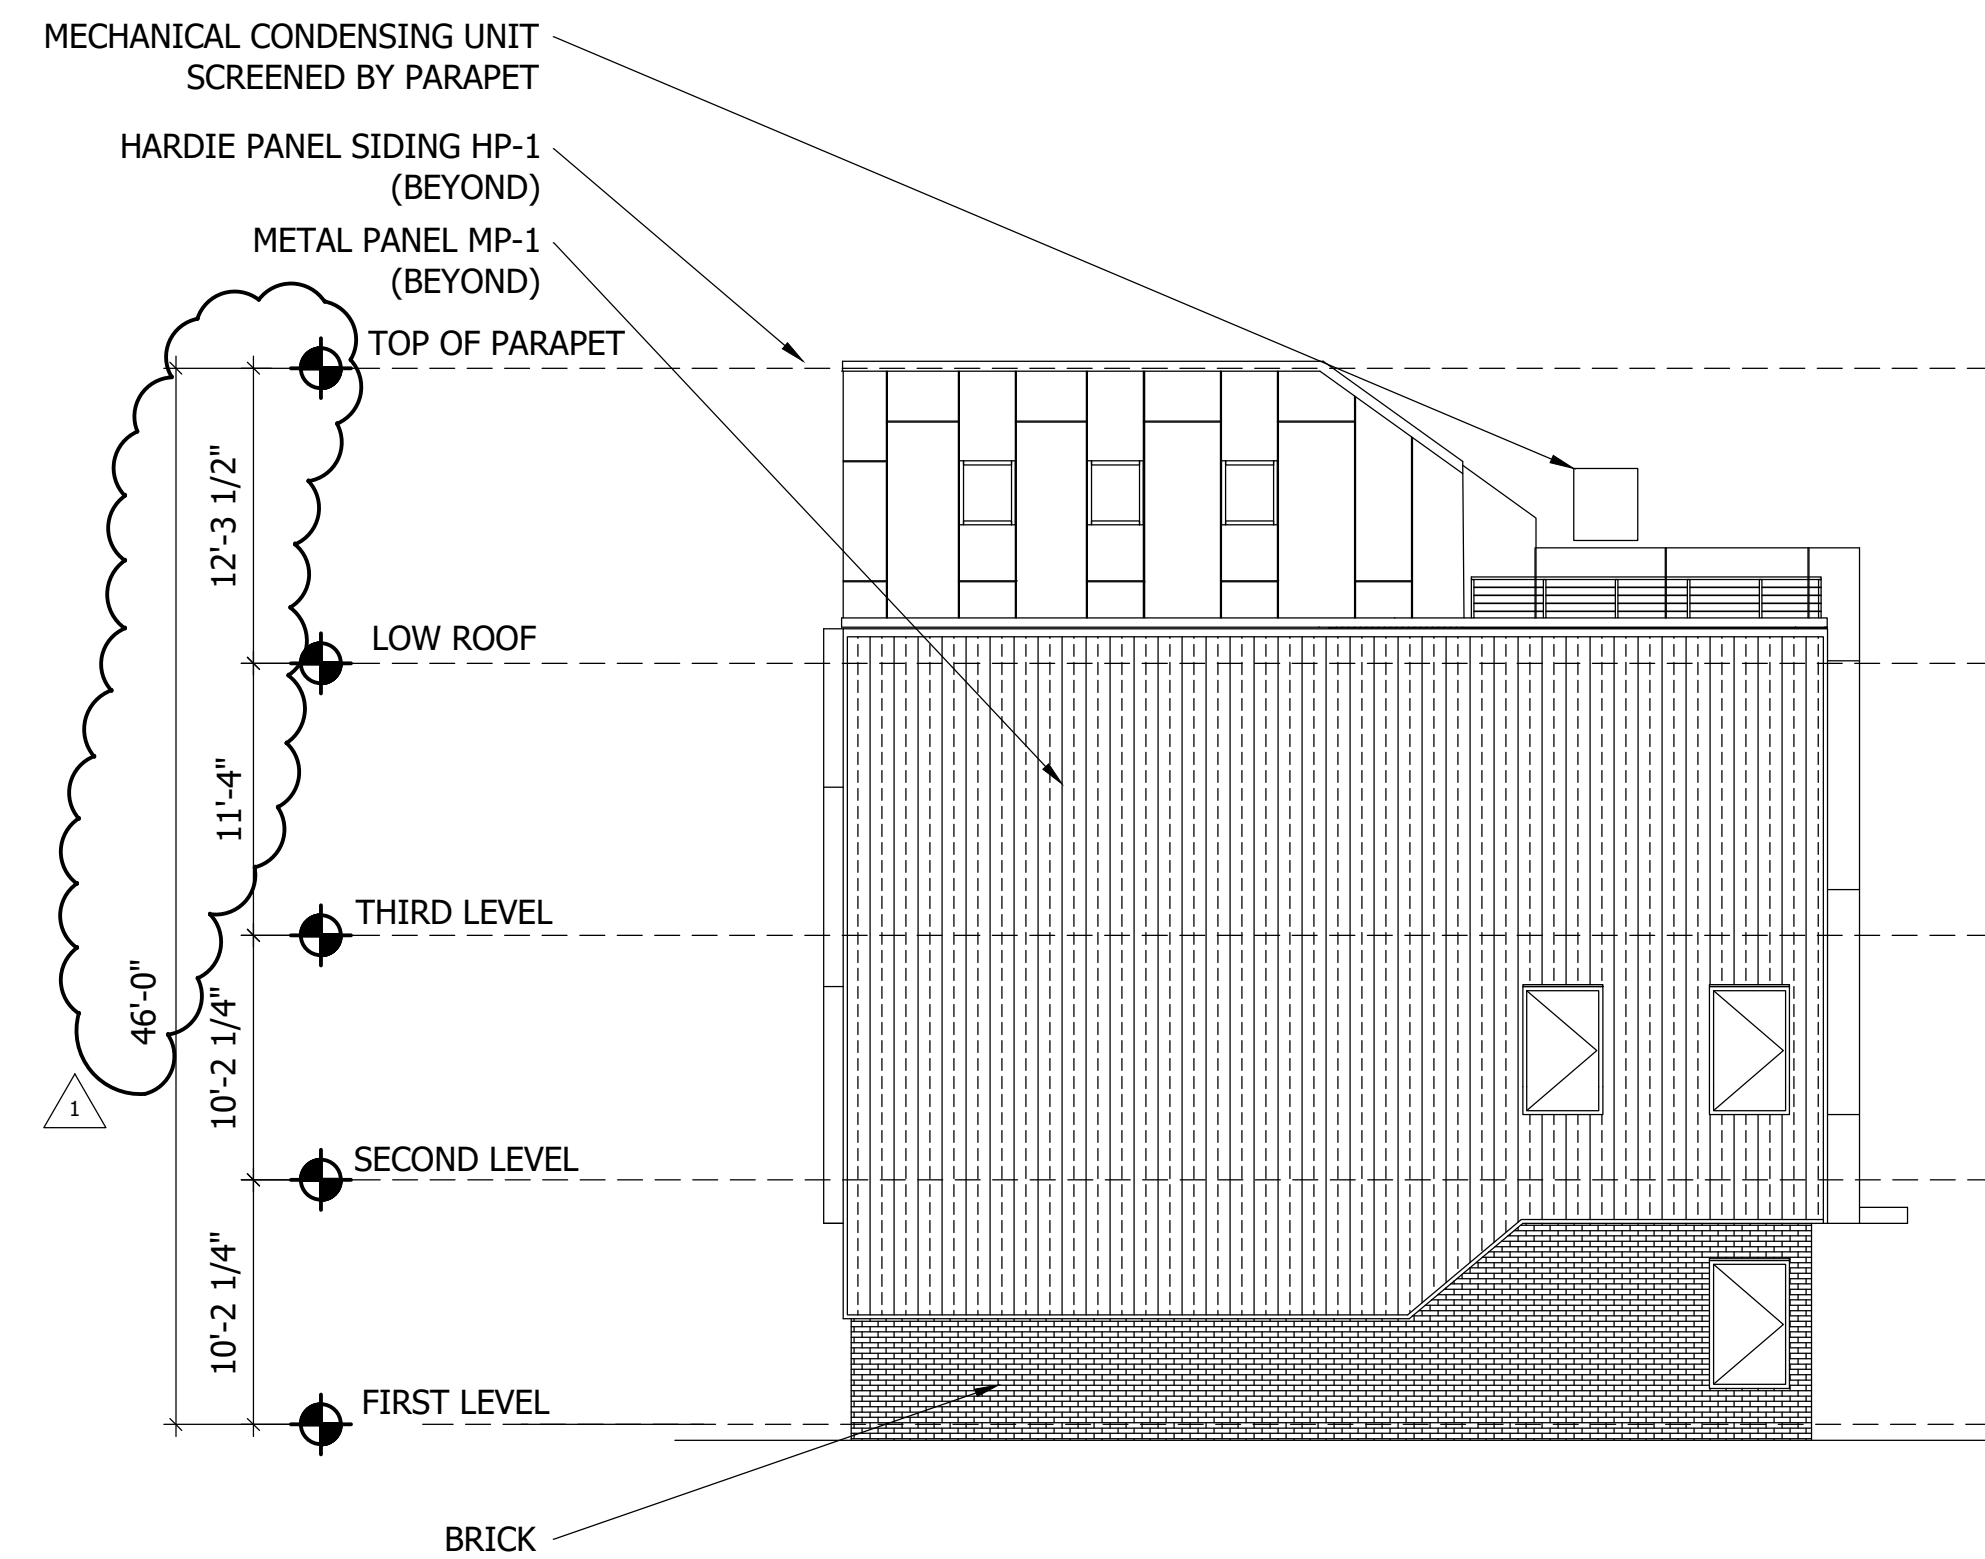 MECHANICAL CONDENSING UNIT
SCREENED BY PARAPET
HARDIE PANEL SIDING HP-1
(BEYOND)
METAL PANEL MP-1
(BEYOND)
TOP OF PARAPET
12'-3 1/2"
LOW ROOF
11'-4"
THIRD LEVEL
46'-0"
10'-2 1/4"
1
SECOND LEVEL
10'-2 1/4"
FIRST LEVEL
BRICK